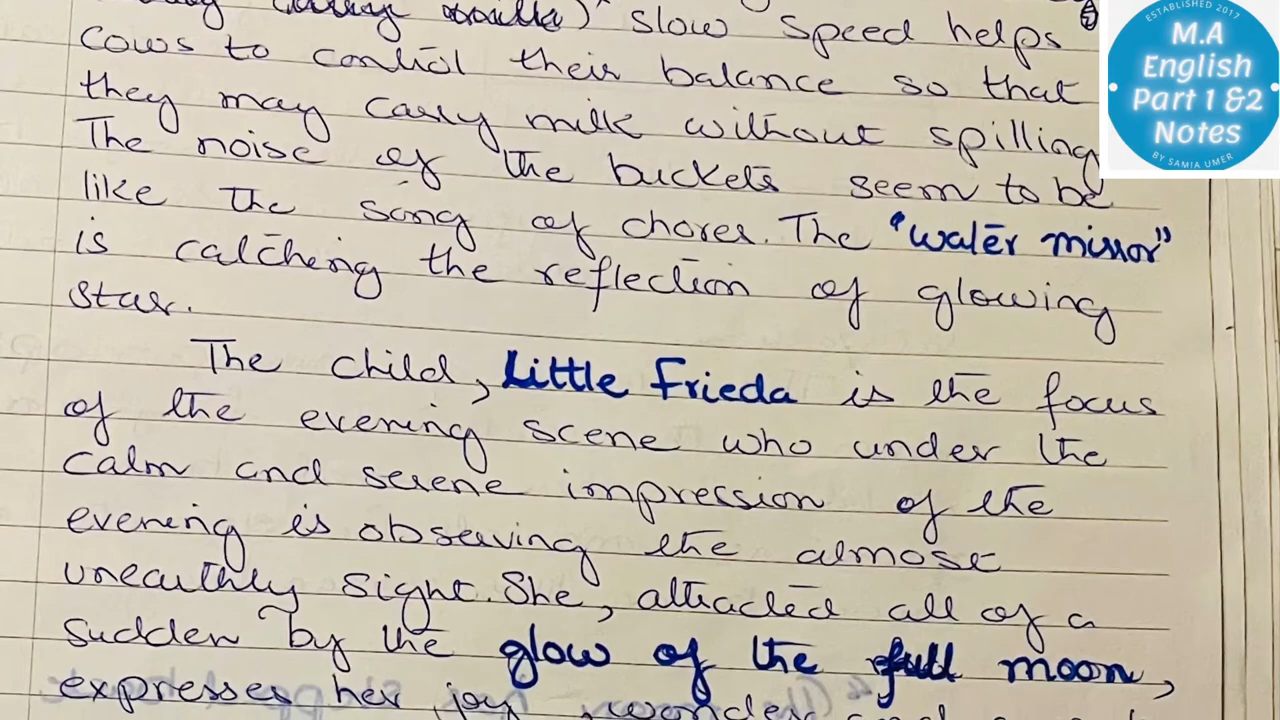 slow speed helps
cows to control their balance so that
they may carry milk without spilling
The noise of the buckets seem to be
like the song of chores. The "water mirror"
is catching the reflection of glowing
star.
The child, Little Frieda is the focus
of the evening scene who under the
calm and serene impression of the
evening is observing the almost
unearthly sight. She, attracted all of a
sudden by the glow of the full moon,
expresses her joy, wonder and
ESTABLISHED 2017
M.A
English
Part 1 &2
Notes
BY SAMIA UMER